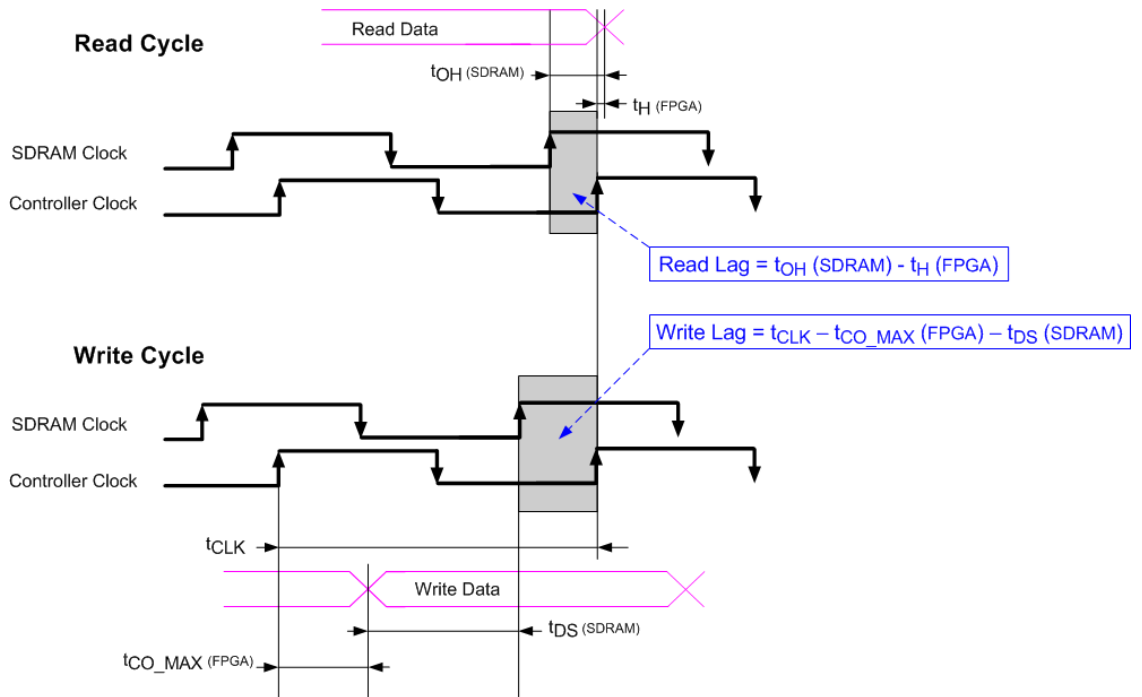 Read Cycle
Read Data
tOH (SDRAM)
tH (FPGA)
SDRAM Clock
Controller Clock
Read Lag = tOH (SDRAM) - tH (FPGA)
Write Lag = tCLK – tCO_MAX (FPGA) – tDS (SDRAM)
Write Cycle
SDRAM Clock
Controller Clock
tCLK
Write Data
tDS (SDRAM)
tCO_MAX (FPGA)